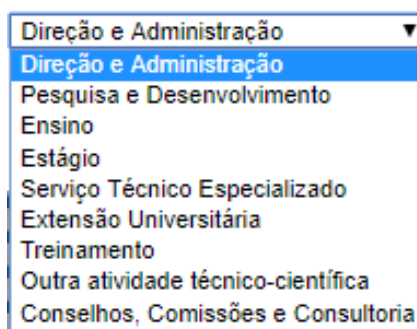 Direção e Administração
Direção e Administração
Pesquisa e Desenvolvimento
Ensino
Estágio
Serviço Técnico Especializado
Extensão Universitária
Treinamento
Outra atividade técnico-científica
Conselhos, Comissões e Consultoria